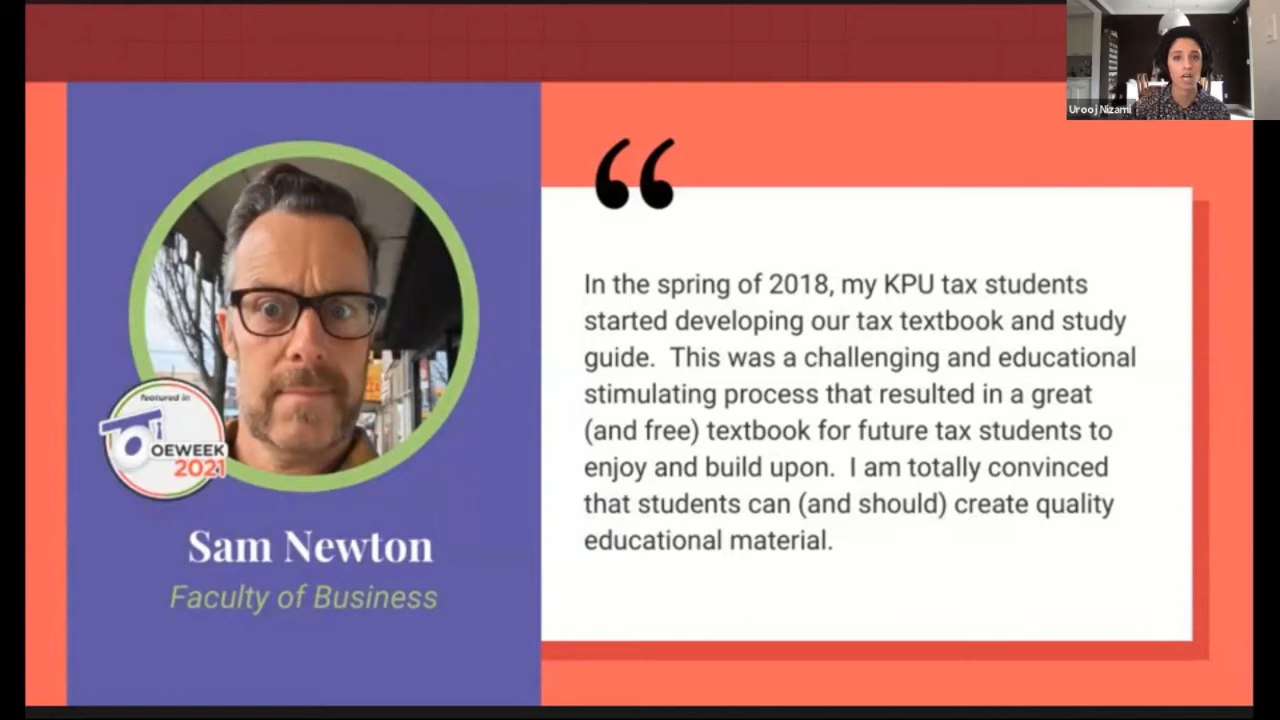 Urooj Nizami
“
In the spring of 2018, my KPU tax students
started developing our tax textbook and study
guide.  This was a challenging and educational
stimulating process that resulted in a great
(and free) textbook for future tax students to
enjoy and build upon.  I am totally convinced
that students can (and should) create quality
educational material.
featured in
OEWEEK
2021
Sam Newton
Faculty of Business